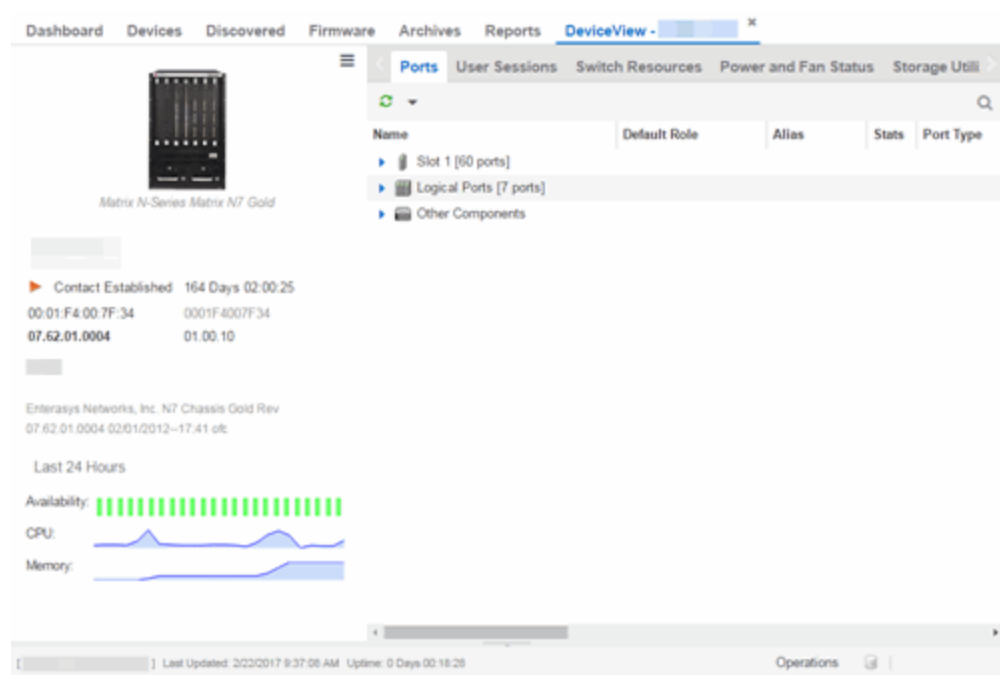 Dashboard Devices Discovered Firmware Archives Reports DeviceView -
Ports User Sessions Switch Resources Power and Fan Status Storage Utili
Name Default Role Alias Stats Port Type
Slot 1 [60 ports]
Logical Ports [7 ports]
Other Components
Matrix N-Series Matrix N7 Gold
Contact Established 164 Days 02:00:25
00:01:F4:00:7F:34 0001F4007F34
07.62.01.0004 01.00.10
Enterasys Networks, Inc. N7 Chassis Gold Rev
07.62.01.0004 02/01/2012--17:41 ofc
Last 24 Hours
Availability:
CPU:
Memory:
[ ] Last Updated: 2/22/2017 9:37:08 AM Uptime: 0 Days 00:18:28 Operations